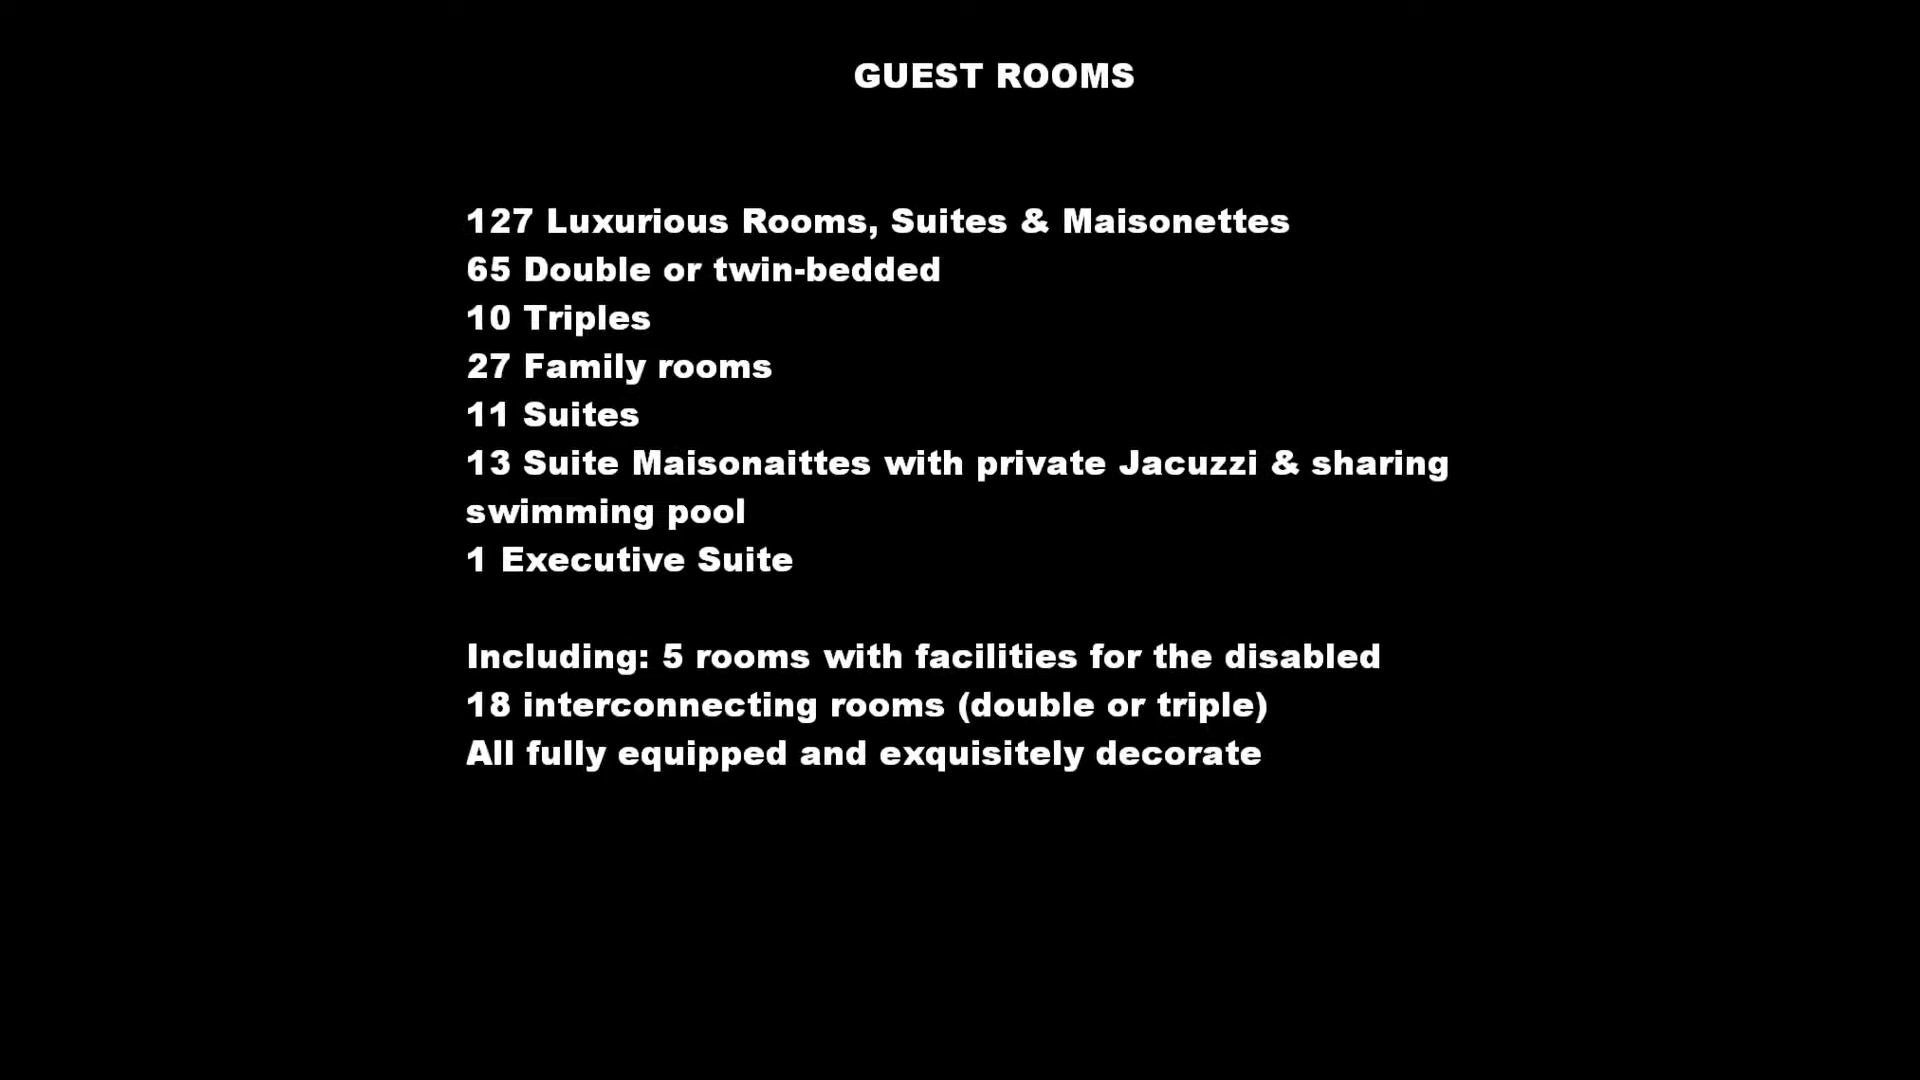 GUEST ROOMS
127 Luxurious Rooms, Suites & Maisonettes
65 Double or twin-bedded
10 Triples
27 Family rooms
11 Suites
13 Suite Maisonaittes with private Jacuzzi & sharing
swimming pool
1 Executive Suite
Including: 5 rooms with facilities for the disabled
18 interconnecting rooms (double or triple)
All fully equipped and exquisitely decorate